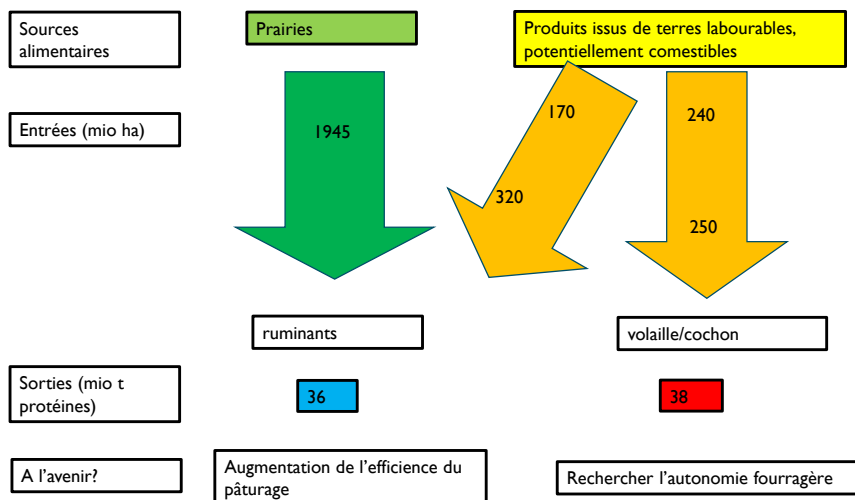 Sources
alimentaires
Prairies
Produits issus de terres labourables,
potentiellement comestibles
Entrées (mio ha)
1945
170
240
320
250
ruminants
volaille/cochon
Sorties (mio t
protéines)
36
38
A l’avenir?
Augmentation de l’efficience du
pâturage
Rechercher l’autonomie fourragère